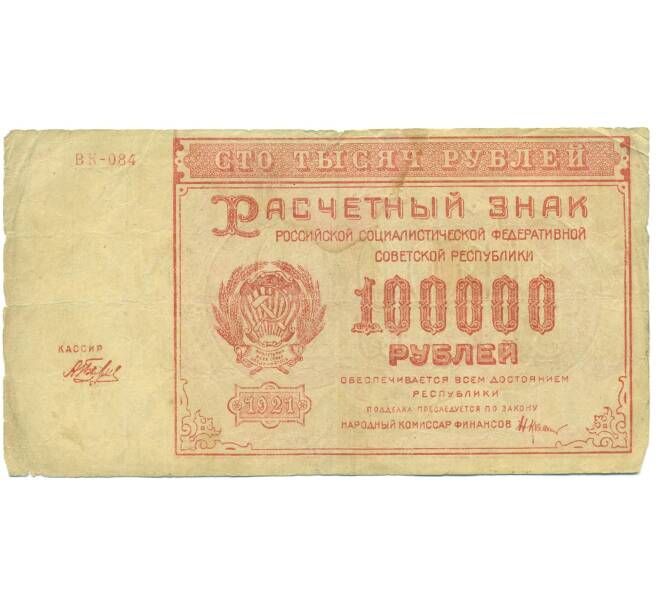 ВК-084
СТО ТЫСЯЧ РУБЛЕЙ
РАСЧЕТНЫЙ ЗНАК
РОССИЙСКОЙ СОЦИАЛИСТИЧЕСКОЙ ФЕДЕРАТИВНОЙ
СОВЕТСКОЙ РЕСПУБЛИКИ
100000
РУБЛЕЙ
КАССИР
1921
ОБЕСПЕЧИВАЕТСЯ ВСЕМ ДОСТОЯНИЕМ
РЕСПУБЛИКИ
ПОДДЕЛКА ПРЕСЛЕДУЕТСЯ ПО ЗАКОНУ
НАРОДНЫЙ КОМИССАР ФИНАНСОВ